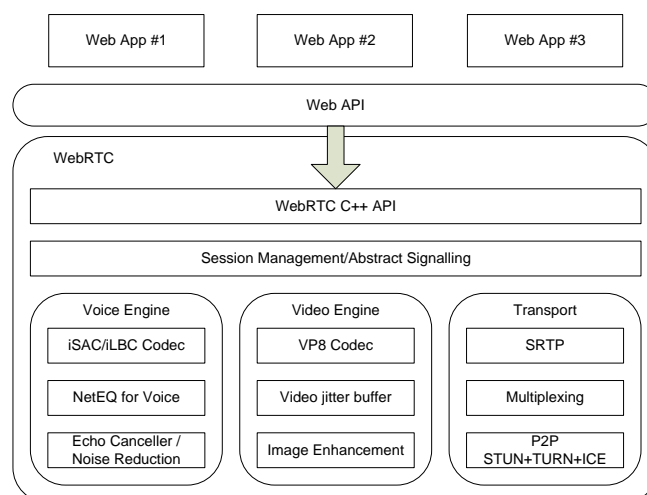 Web App #1
Web App #2
Web App #3
Web API
WebRTC
WebRTC C++ API
Session Management/Abstract Signalling
Voice Engine
iSAC/iLBC Codec
NetEQ for Voice
Echo Canceller /
Noise Reduction
Video Engine
VP8 Codec
Video jitter buffer
Image Enhancement
Transport
SRTP
Multiplexing
P2P
STUN+TURN+ICE